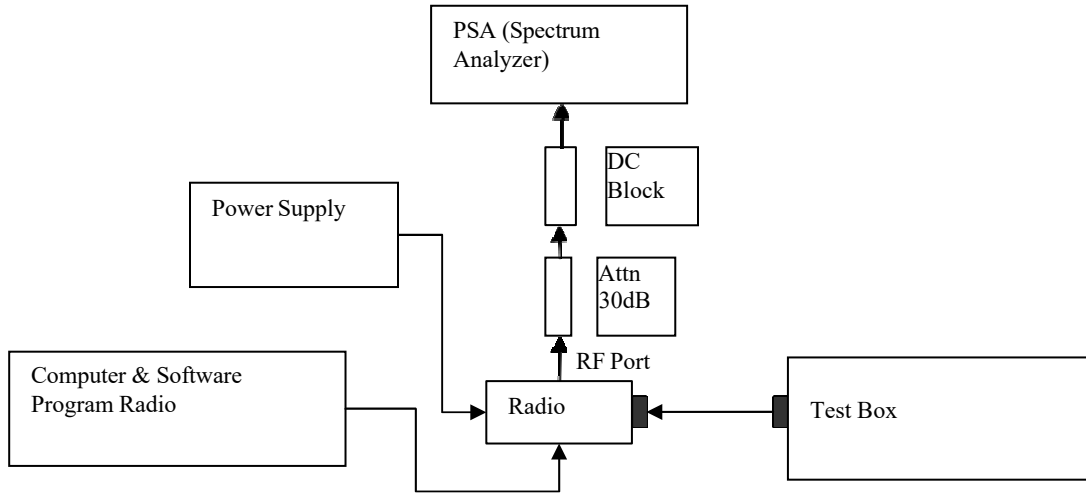 PSA (Spectrum
Analyzer)
DC
Block
Power Supply
Attn
30dB
RF Port
Computer & Software
Program Radio
Radio
Test Box